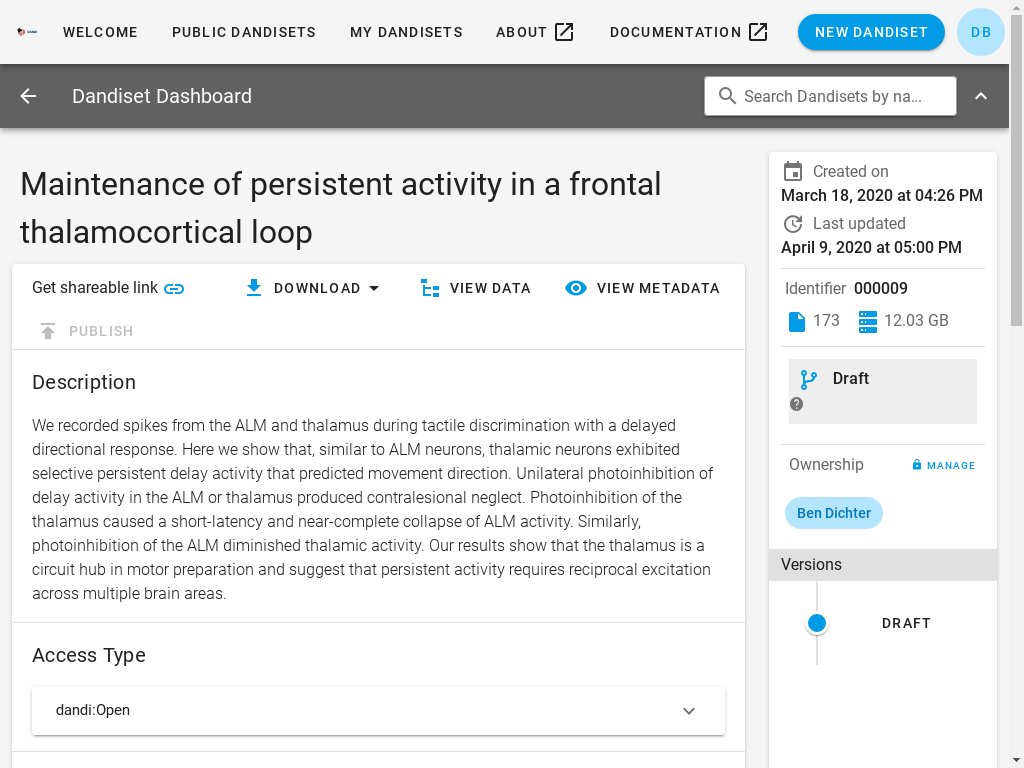 WELCOME PUBLIC DANDISETS MY DANDISETS ABOUT DOCUMENTATION NEW DANDISET DB
Dandiset Dashboard
Search Dandisets by na...
Maintenance of persistent activity in a frontal
thalamocortical loop
Get shareable link DOWNLOAD VIEW DATA VIEW METADATA
PUBLISH
Description
We recorded spikes from the ALM and thalamus during tactile discrimination with a delayed
directional response. Here we show that, similar to ALM neurons, thalamic neurons exhibited
selective persistent delay activity that predicted movement direction. Unilateral photoinhibition of
delay activity in the ALM or thalamus produced contralesional neglect. Photoinhibition of the
thalamus caused a short-latency and near-complete collapse of ALM activity. Similarly,
photoinhibition of the ALM diminished thalamic activity. Our results show that the thalamus is a
circuit hub in motor preparation and suggest that persistent activity requires reciprocal excitation
across multiple brain areas.
Access Type
dandi:Open
Created on
March 18, 2020 at 04:26 PM
Last updated
April 9, 2020 at 05:00 PM
Identifier 000009
173 12.03 GB
Draft
Ownership MANAGE
Ben Dichter
Versions
DRAFT